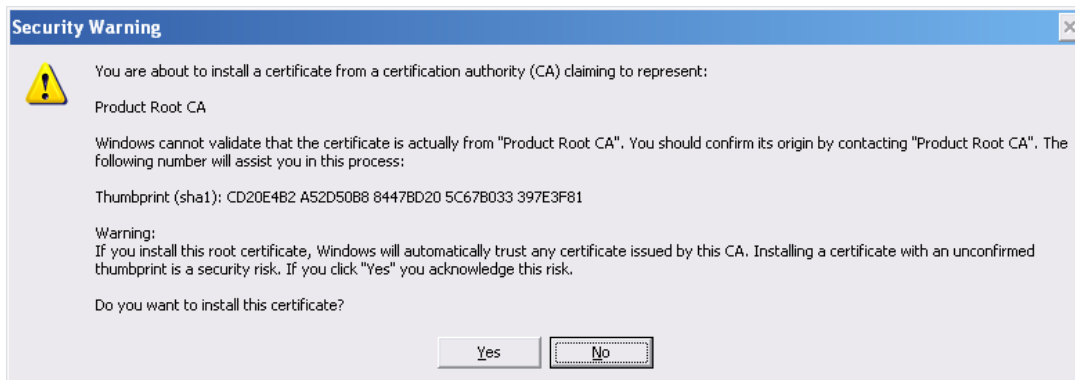 Security Warning
You are about to install a certificate from a certification authority (CA) claiming to represent:
Product Root CA
Windows cannot validate that the certificate is actually from "Product Root CA". You should confirm its origin by contacting "Product Root CA". The
following number will assist you in this process:
Thumbprint (sha1): CD20E4B2 A52D50B8 8447BD20 5C67B033 397E3F81
Warning:
If you install this root certificate, Windows will automatically trust any certificate issued by this CA. Installing a certificate with an unconfirmed
thumbprint is a security risk. If you click "Yes" you acknowledge this risk.
Do you want to install this certificate?
Yes No